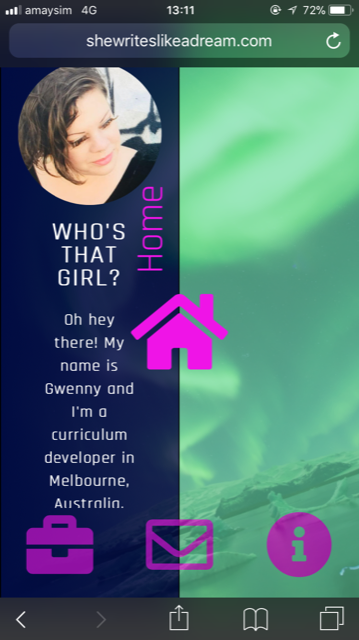 amaysim 4G 13:11 72%
shewriteslikeadream.com
Home
WHO'S
THAT
GIRL?
Oh hey
there! My
name is
Gwenny and
I'm a
curriculum
developer in
Melbourne,
Australia.